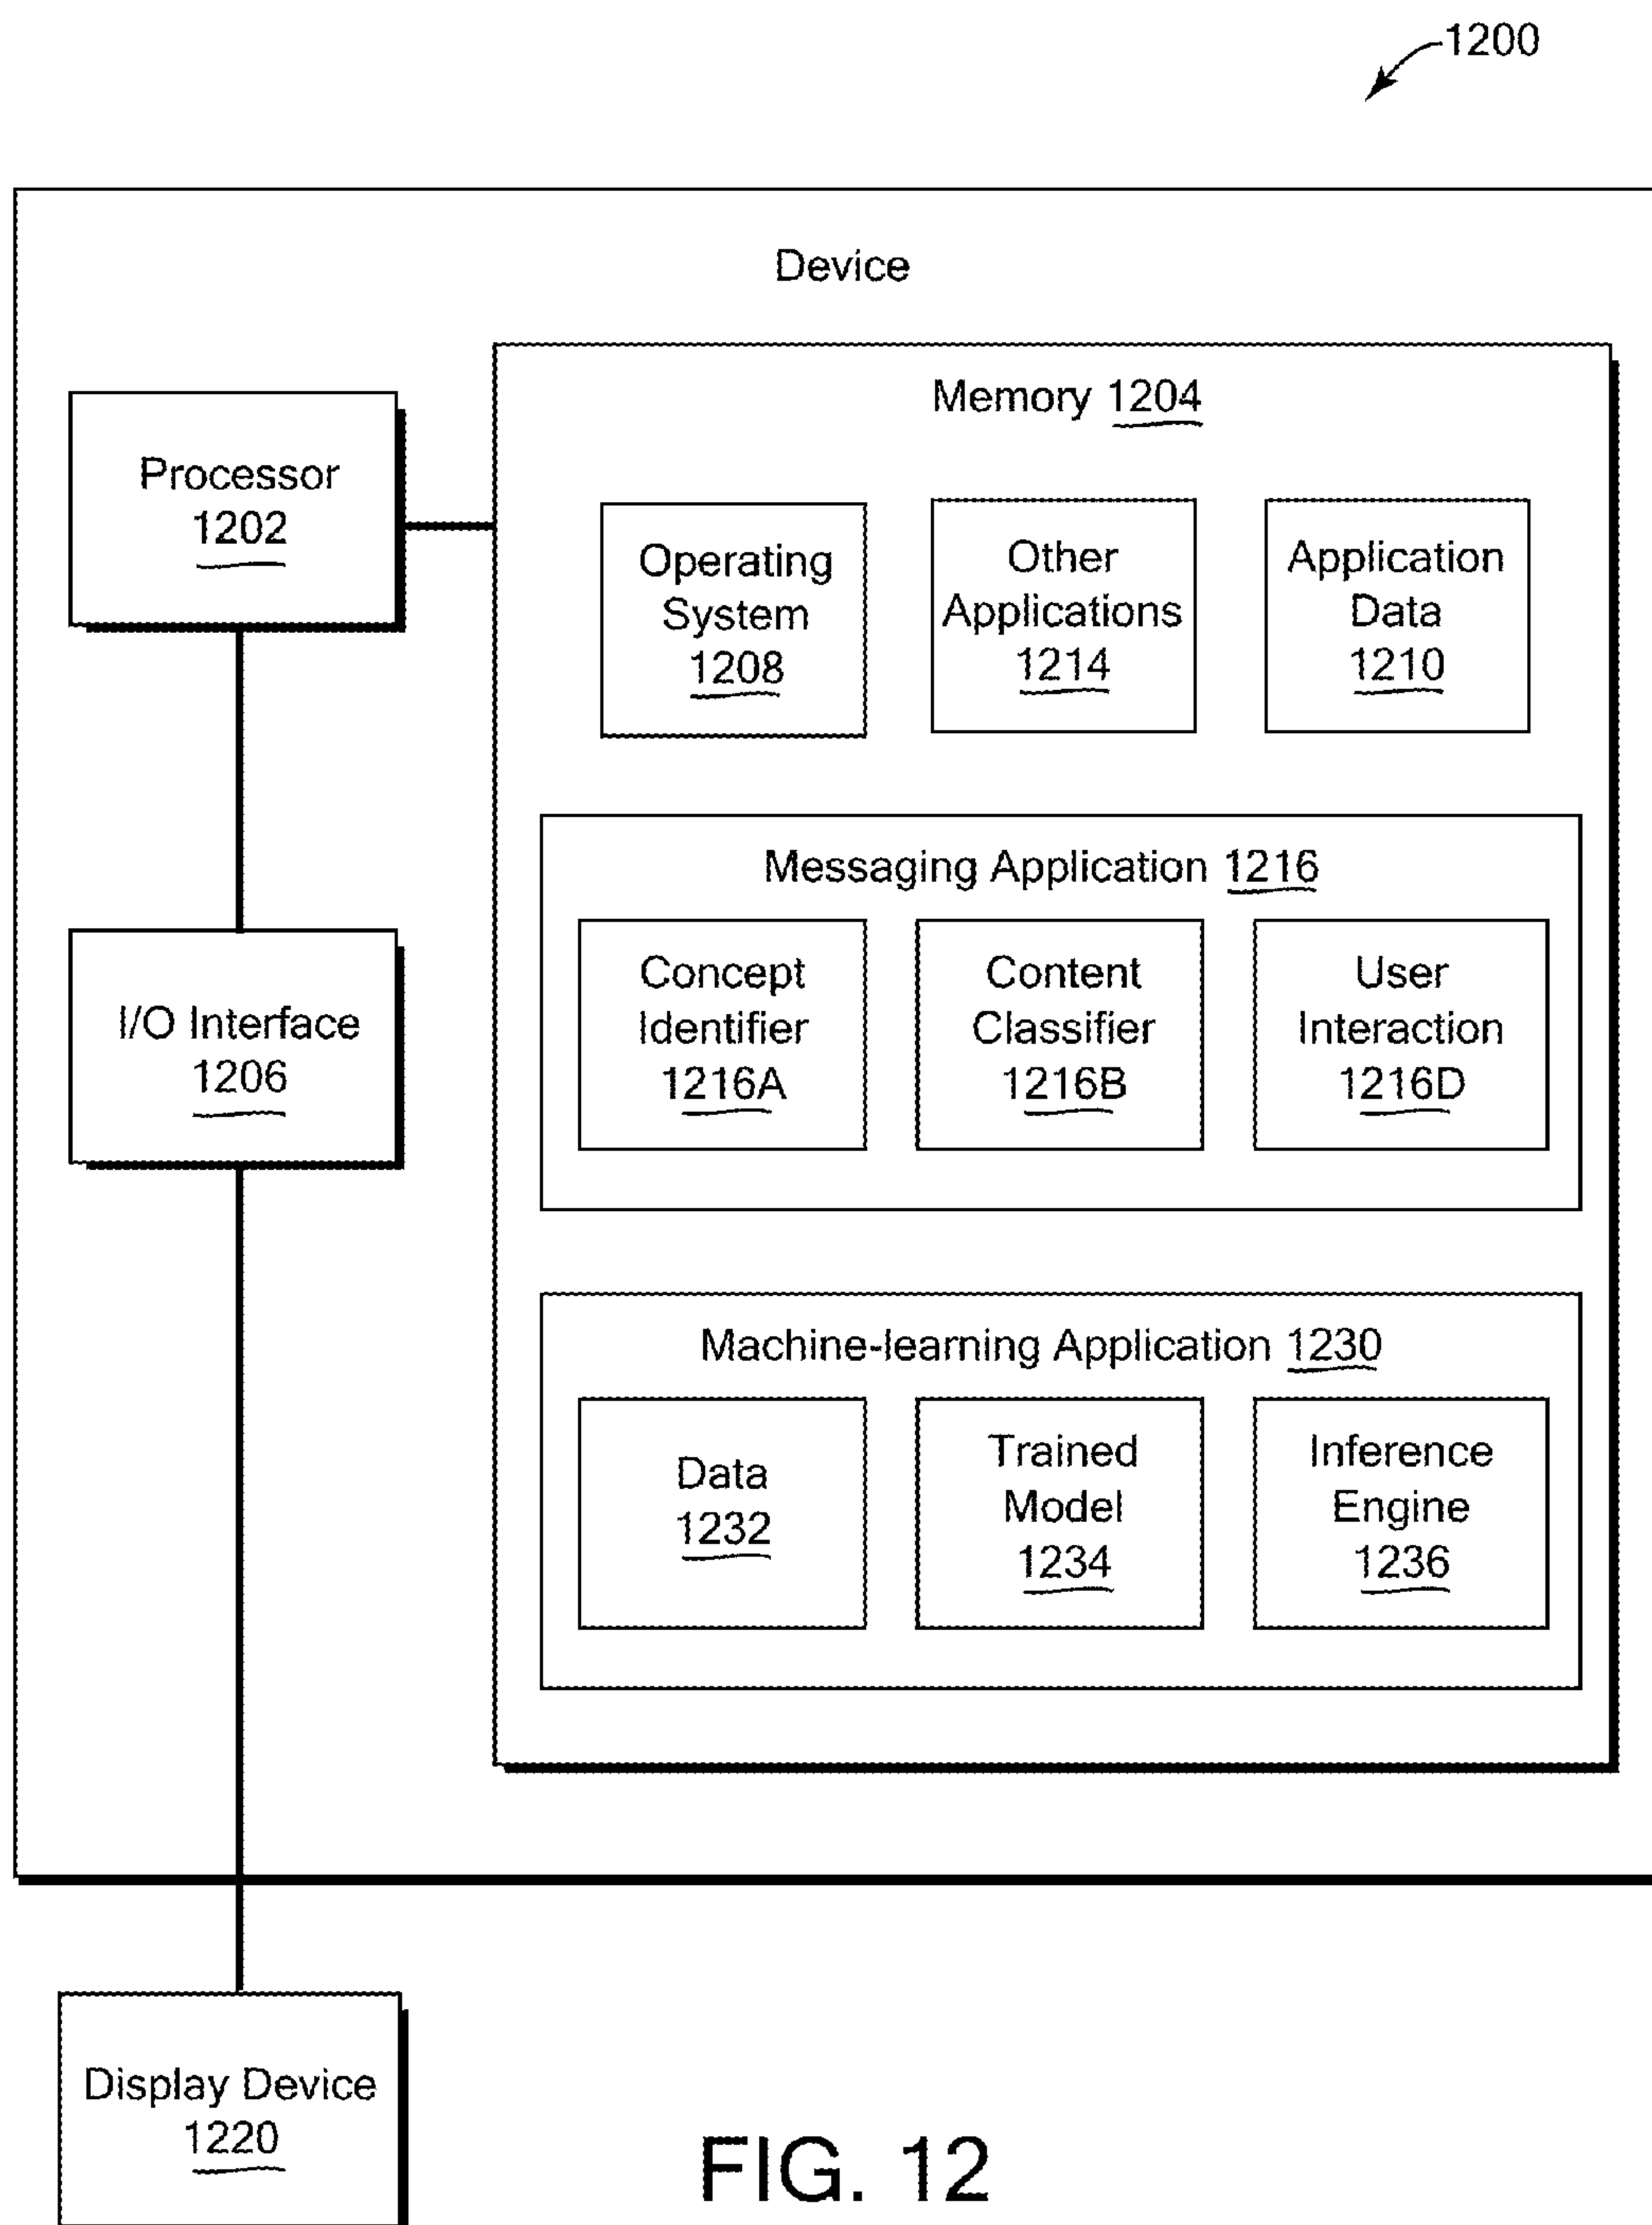 1200
Device
Processor
1202
I/O Interface
1206
Memory 1204
Operating
System
1208
Other
Applications
1214
Application
Data
1210
Messaging Application 1216
Concept
Identifier
1216A
Content
Classifier
1216B
User
Interaction
1216D
Machine-learning Application 1230
Data
1232
Trained
Model
1234
Inference
Engine
1236
Display Device
1220
FIG. 12